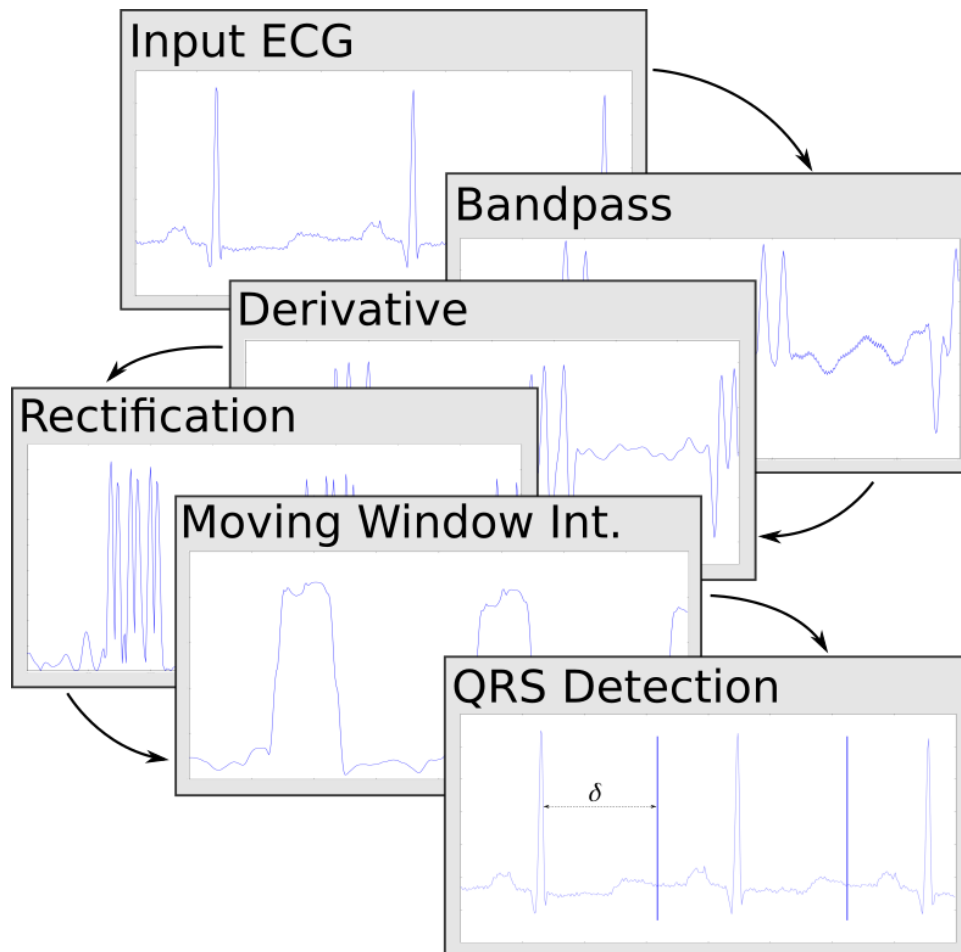 Input ECG
Bandpass
Derivative
Rectification
Moving Window Int.
QRS Detection
δ